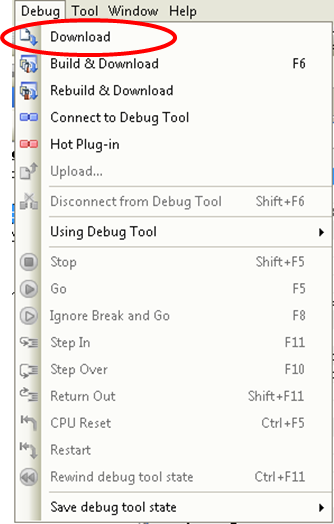 Debug Tool Window Help
Download
Build & Download F6
Rebuild & Download
Connect to Debug Tool
Hot Plug-in
Upload...
Disconnect from Debug Tool Shift+F6
Using Debug Tool
Stop Shift+F5
Go F5
Ignore Break and Go F8
Step In F11
Step Over F10
Return Out Shift+F11
CPU Reset Ctrl+F5
Restart
Rewind debug tool state Ctrl+F11
Save debug tool state